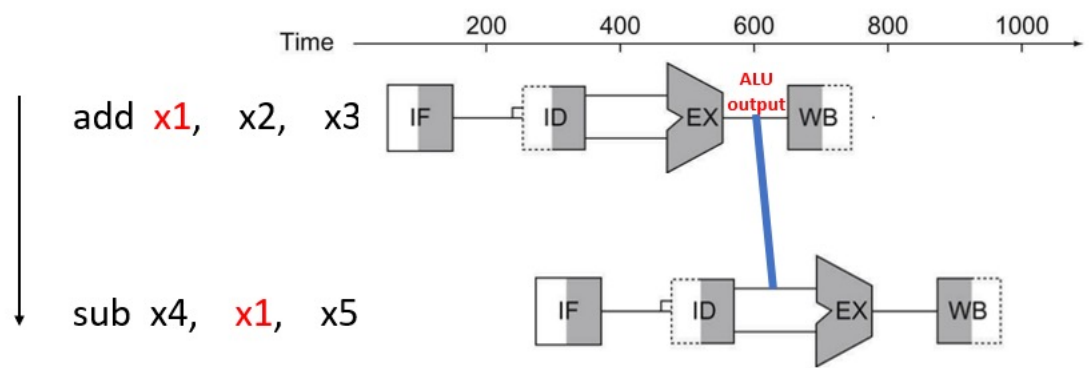 Time 200 400 600 800 1000
add x1, x2, x3 IF ID EX ALU output WB
sub x4, x1, x5 IF ID EX WB